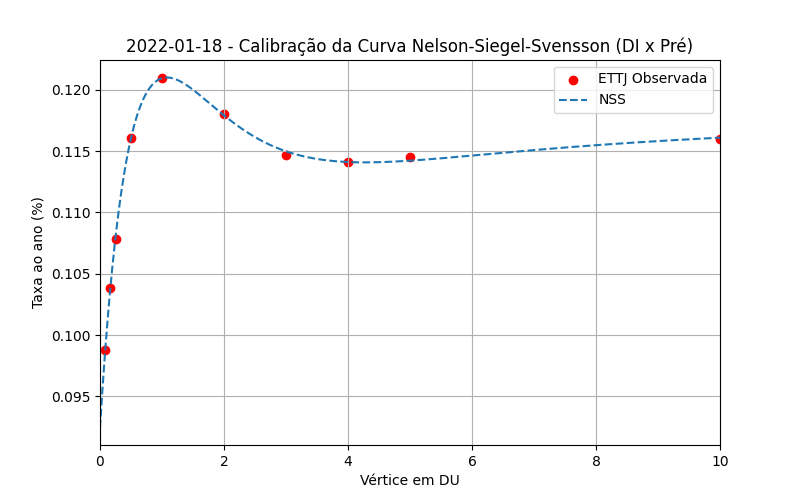 2022-01-18 - Calibração da Curva Nelson-Siegel-Svensson (DI x Pré)
ETTJ Observada
NSS
Taxa ao ano (%)
0.120
0.115
0.110
0.105
0.100
0.095
0 2 4 6 8 10
Vértice em DU